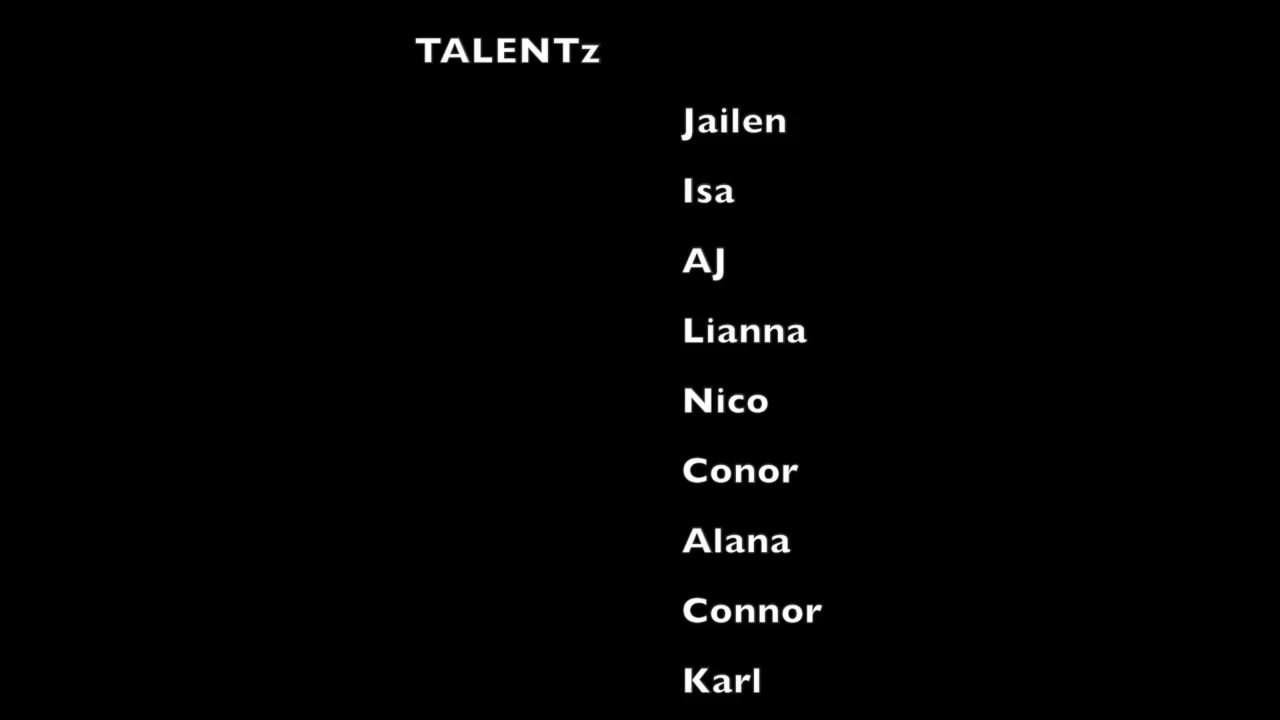 TALENTz
Jailen
Isa
AJ
Lianna
Nico
Conor
Alana
Connor
Karl